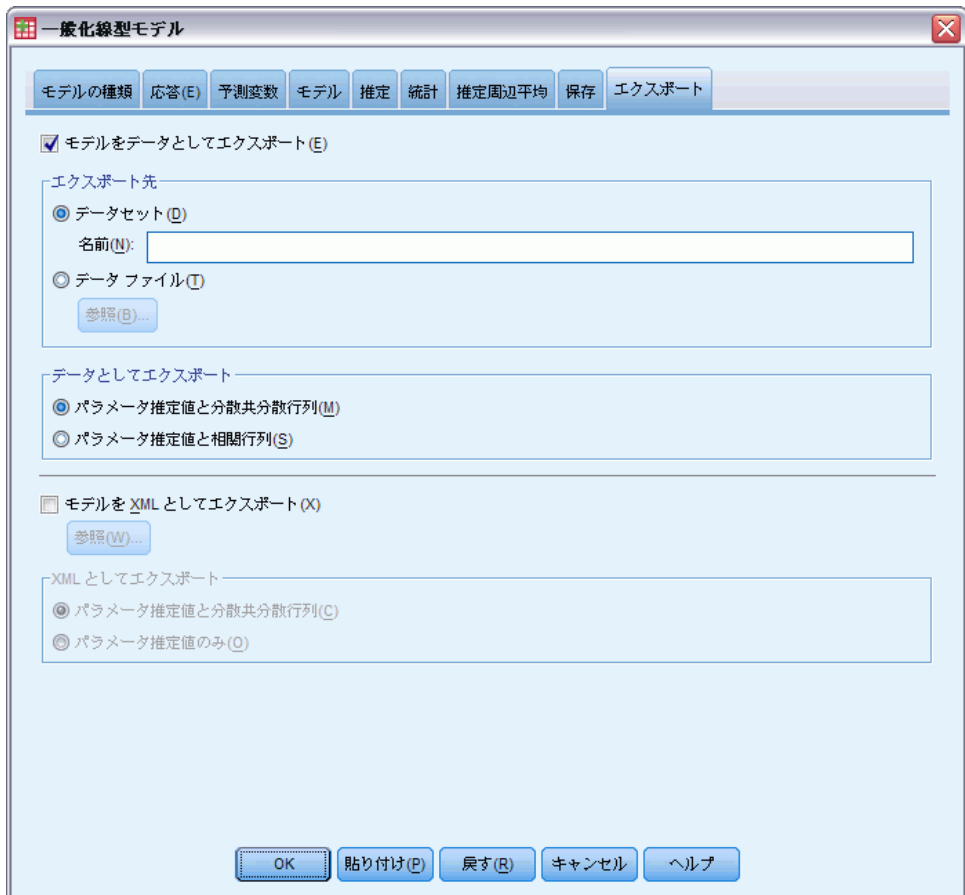 一般化線型モデル
モデルの種類 応答(E) 予測変数 モデル 推定 統計 推定周辺平均 保存 エクスポート
モデルをデータとしてエクスポート(E)
エクスポート先
データセット(D)
名前(N):
データ ファイル(T)
参照(B)...
データとしてエクスポート
パラメータ推定値と分散共分散行列(M)
パラメータ推定値と相関行列(S)
モデルを XML としてエクスポート(X)
参照(W)...
XML としてエクスポート
パラメータ推定値と分散共分散行列(C)
パラメータ推定値のみ(O)
OK 貼り付け(P) 戻す(R) キャンセル ヘルプ